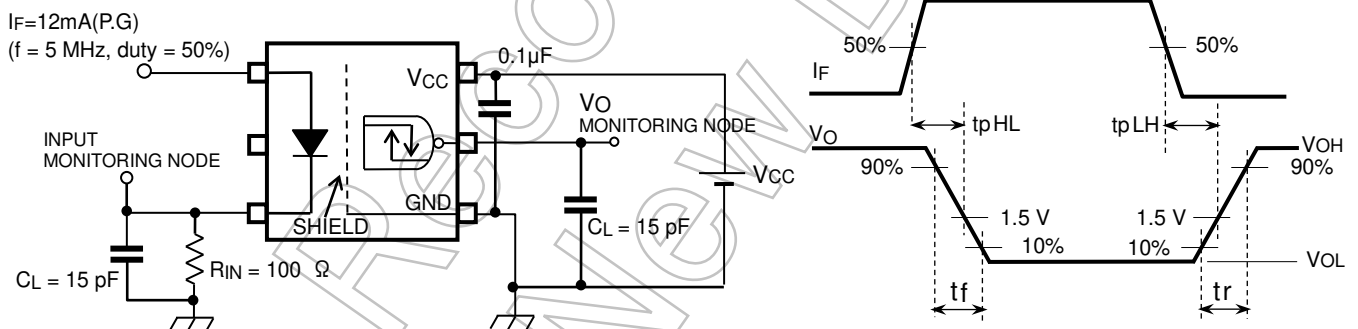 IF=12mA(P.G)
(f = 5 MHz, duty = 50%)
VCC
0.1µF
VO
MONITORING NODE
INPUT
MONITORING NODE
GND
SHIELD
VCC
CL = 15 pF
CL = 15 pF
RIN = 100 Ω
50%
50%
IF
tpHL
tpLH
VO
VOH
90%
90%
1.5 V
1.5 V
10%
10%
VOL
tf
tr
Reco
New